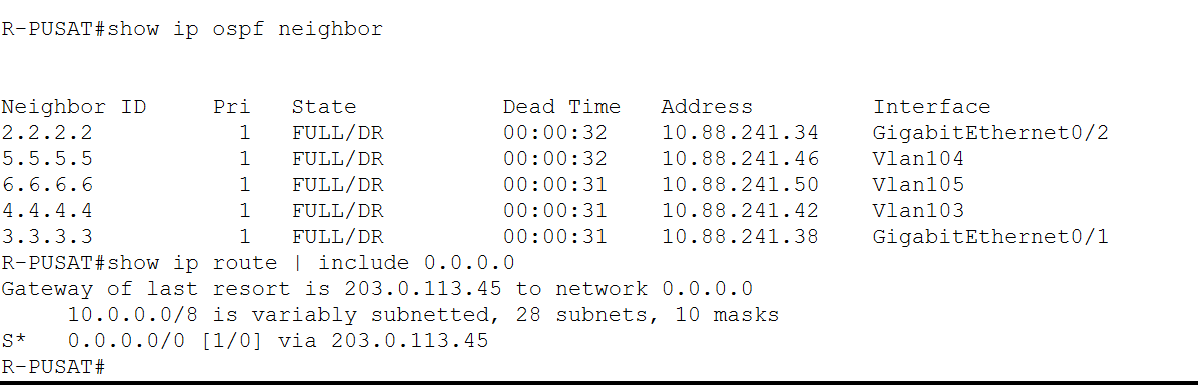 R-PUSAT#show ip ospf neighbor
Neighbor ID     Pri   State           Dead Time   Address         Interface
2.2.2.2           1   FULL/DR         00:00:32    10.88.241.34    GigabitEthernet0/2
5.5.5.5           1   FULL/DR         00:00:32    10.88.241.46    Vlan104
6.6.6.6           1   FULL/DR         00:00:31    10.88.241.50    Vlan105
4.4.4.4           1   FULL/DR         00:00:31    10.88.241.42    Vlan103
3.3.3.3           1   FULL/DR         00:00:31    10.88.241.38    GigabitEthernet0/1
R-PUSAT#show ip route | include 0.0.0.0
Gateway of last resort is 203.0.113.45 to network 0.0.0.0
     10.0.0.0/8 is variably subnetted, 28 subnets, 10 masks
S*   0.0.0.0/0 [1/0] via 203.0.113.45
R-PUSAT#